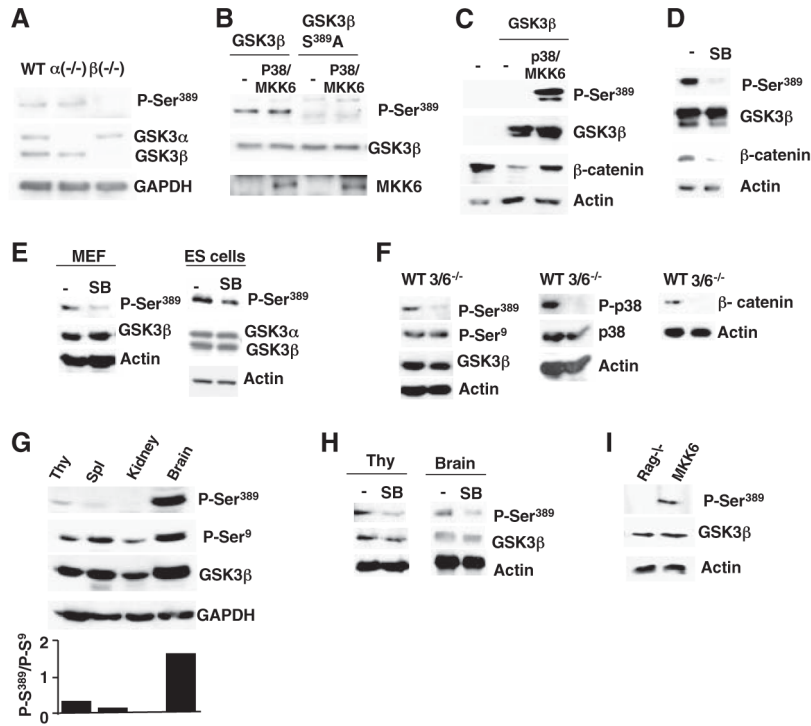 A
WT α(-/-) β(-/-)
P-Ser389
GSK3α
GSK3β
GAPDH
B
GSK3β
GSK3β
S389A
- P38/
MKK6
- P38/
MKK6
P-Ser389
GSK3β
MKK6
C
GSK3β
- - p38/
MKK6
P-Ser389
GSK3β
β-catenin
Actin
D
- SB
P-Ser389
GSK3β
β-catenin
Actin
E
MEF
- SB
P-Ser389
GSK3β
Actin
ES cells
- SB
P-Ser389
GSK3α
GSK3β
Actin
F
WT 3/6-/-
P-Ser389
P-Ser9
GSK3β
Actin
WT 3/6-/-
P-p38
p38
Actin
WT 3/6-/-
β- catenin
Actin
G
Thy Spl Kidney Brain
P-Ser389
P-Ser9
GSK3β
GAPDH
P-S389/P-S9
2
1
0
H
Thy Brain
- SB - SB
P-Ser389
GSK3β
Actin
I
Rag-\- MKK6
P-Ser389
GSK3β
Actin